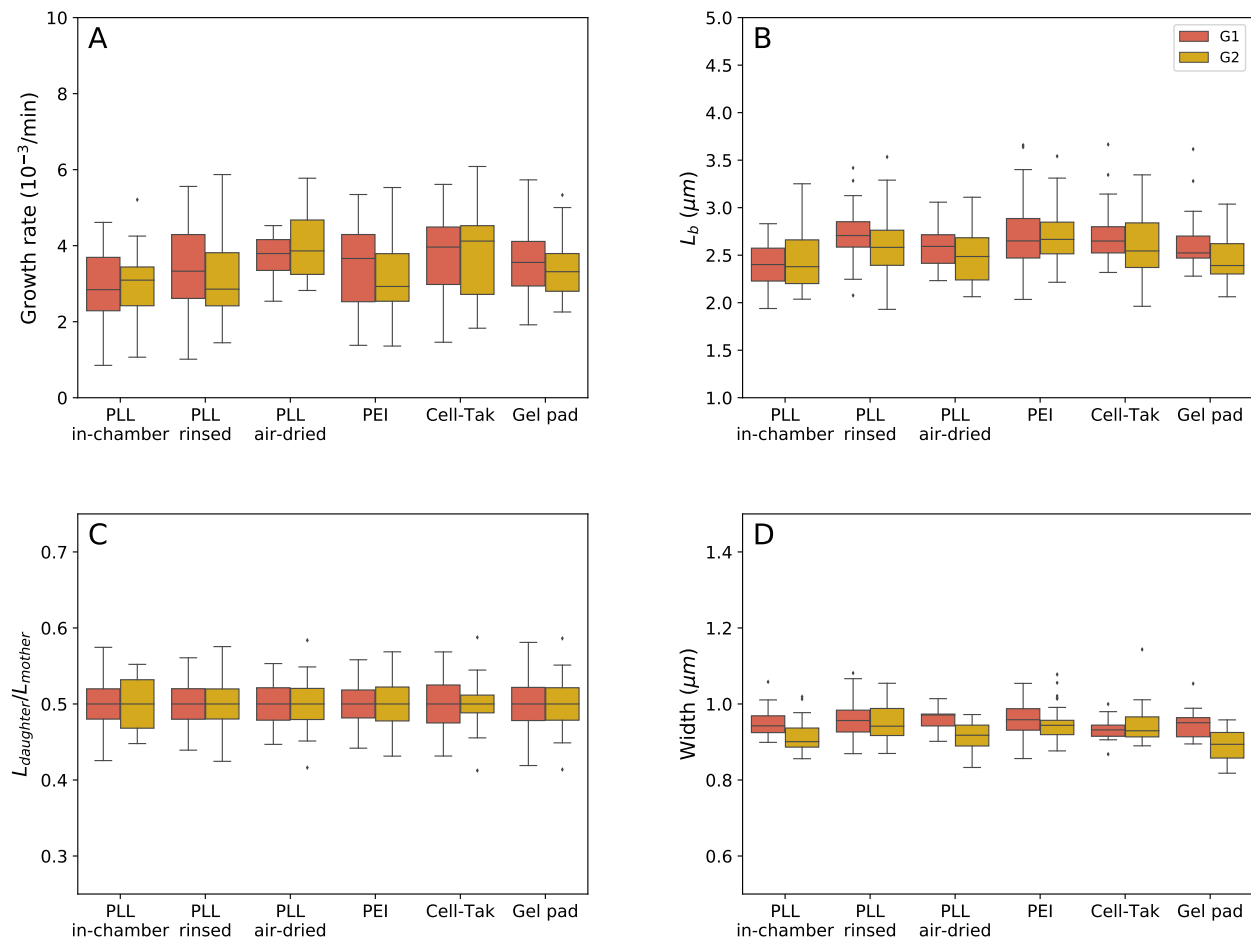 A
10
8
6
4
2
0
Growth rate (10⁻³/min)
PLL PLL PLL PEI Cell-Tak Gel pad
in-chamber rinsed air-dried
B
G1
G2
5.0
4.5
4.0
3.5
3.0
2.5
2.0
1.5
1.0
L_b (μm)
PLL PLL PLL PEI Cell-Tak Gel pad
in-chamber rinsed air-dried
C
0.7
0.6
0.5
0.4
0.3
L_daughter/L_mother
PLL PLL PLL PEI Cell-Tak Gel pad
in-chamber rinsed air-dried
D
1.4
1.2
1.0
0.8
0.6
Width (μm)
PLL PLL PLL PEI Cell-Tak Gel pad
in-chamber rinsed air-dried